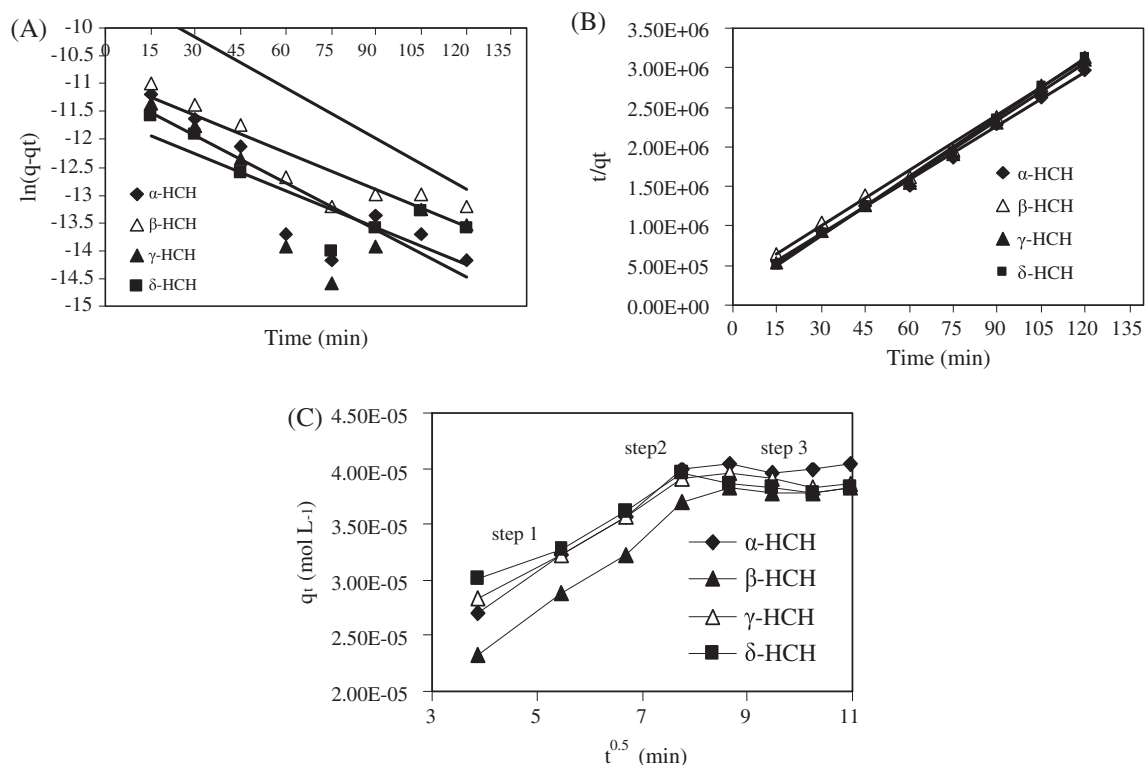 (A)
-10
-10.5
-11
-11.5
-12
-12.5
-13
-13.5
-14
-14.5
-15
0 15 30 45 60 75 90 105 120 135
ln(q-qt)
α-HCH
β-HCH
γ-HCH
δ-HCH
Time (min)
(B)
3.50E+06
3.00E+06
2.50E+06
2.00E+06
1.50E+06
1.00E+06
5.00E+05
0.00E+00
t/qt
α-HCH
β-HCH
γ-HCH
δ-HCH
0 15 30 45 60 75 90 105 120 135
Time (min)
(C)
4.50E-05
4.00E-05
3.50E-05
3.00E-05
2.50E-05
2.00E-05
qt (mol L-1)
step 1
step2
step 3
α-HCH
β-HCH
γ-HCH
δ-HCH
3 5 7 9 11
t0.5 (min)